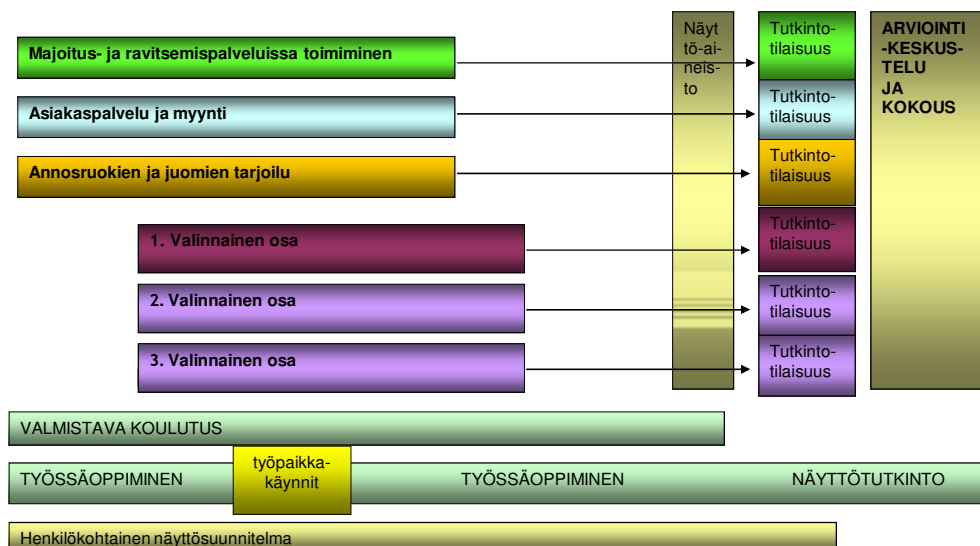 Majoitus- ja ravitsemispalveluissa toimiminen
Asiakaspalvelu ja myynti
Annosruokien ja juomien tarjoilu
1. Valinnainen osa
2. Valinnainen osa
3. Valinnainen osa
Näyt
tö-ai-
neis-
to
Tutkinto-
tilaisuus
Tutkinto-
tilaisuus
Tutkinto-
tilaisuus
Tutkinto-
tilaisuus
Tutkinto-
tilaisuus
Tutkinto-
tilaisuus
ARVIOINTI
-KESKUS-
TELU
JA
KOKOUS
VALMISTAVA KOULUTUS
TYÖSSÄOPPIMINEN
työpaikka-
käynnit
TYÖSSÄOPPIMINEN
NÄYTTÖTUTKINTO
Henkilökohtainen näyttösuunnitelma